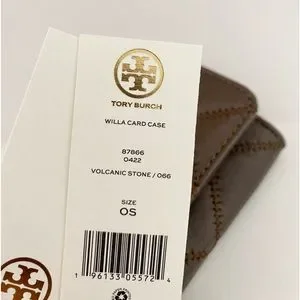 TORY BURCH
WILLA CARD CASE
87866
0422
VOLCANIC STONE / 066
SIZE
OS
1 96133 05572 4